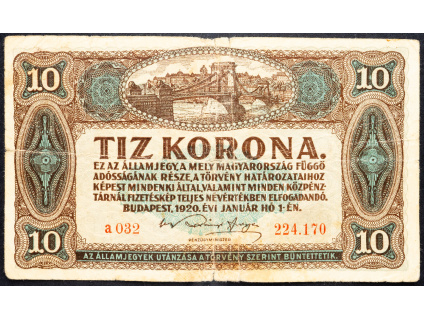 10 10
TIZ KORONA.
EZ AZ ÁLLAMJEGY, A MELY MAGYARORSZÁG FÜGGŐ
ADÓSSÁGÁNAK RÉSZE, A TÖRVÉNY HATÁROZATAIHOZ
KÉPEST MINDENKI ÁLTAL, VALAMINT MINDEN KÖZPÉNZ-
TÁRNÁL FIZETÉSKÉP TELJES NÉVÉRTÉKBEN ELFOGADANDÓ.
BUDAPEST, 1920. ÉVI JANUÁR HÓ 1-ÉN.
a 032 224.170
PÉNZÜGYMINISZTER
10 10
AZ ÁLLAMJEGYEK UTÁNZÁSA A TÖRVÉNY SZERINT BÜNTETTETIK.